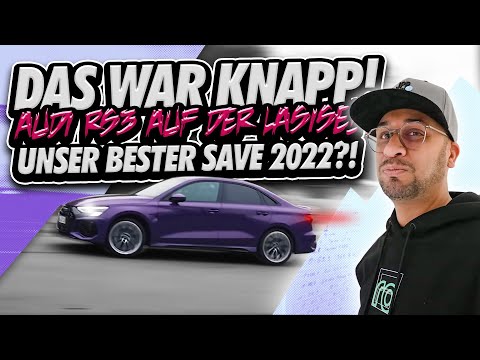 DAS WAR KNAPP!
AUDI RS3 AUF DER LASISE
UNSER BESTER SAVE 2022?!